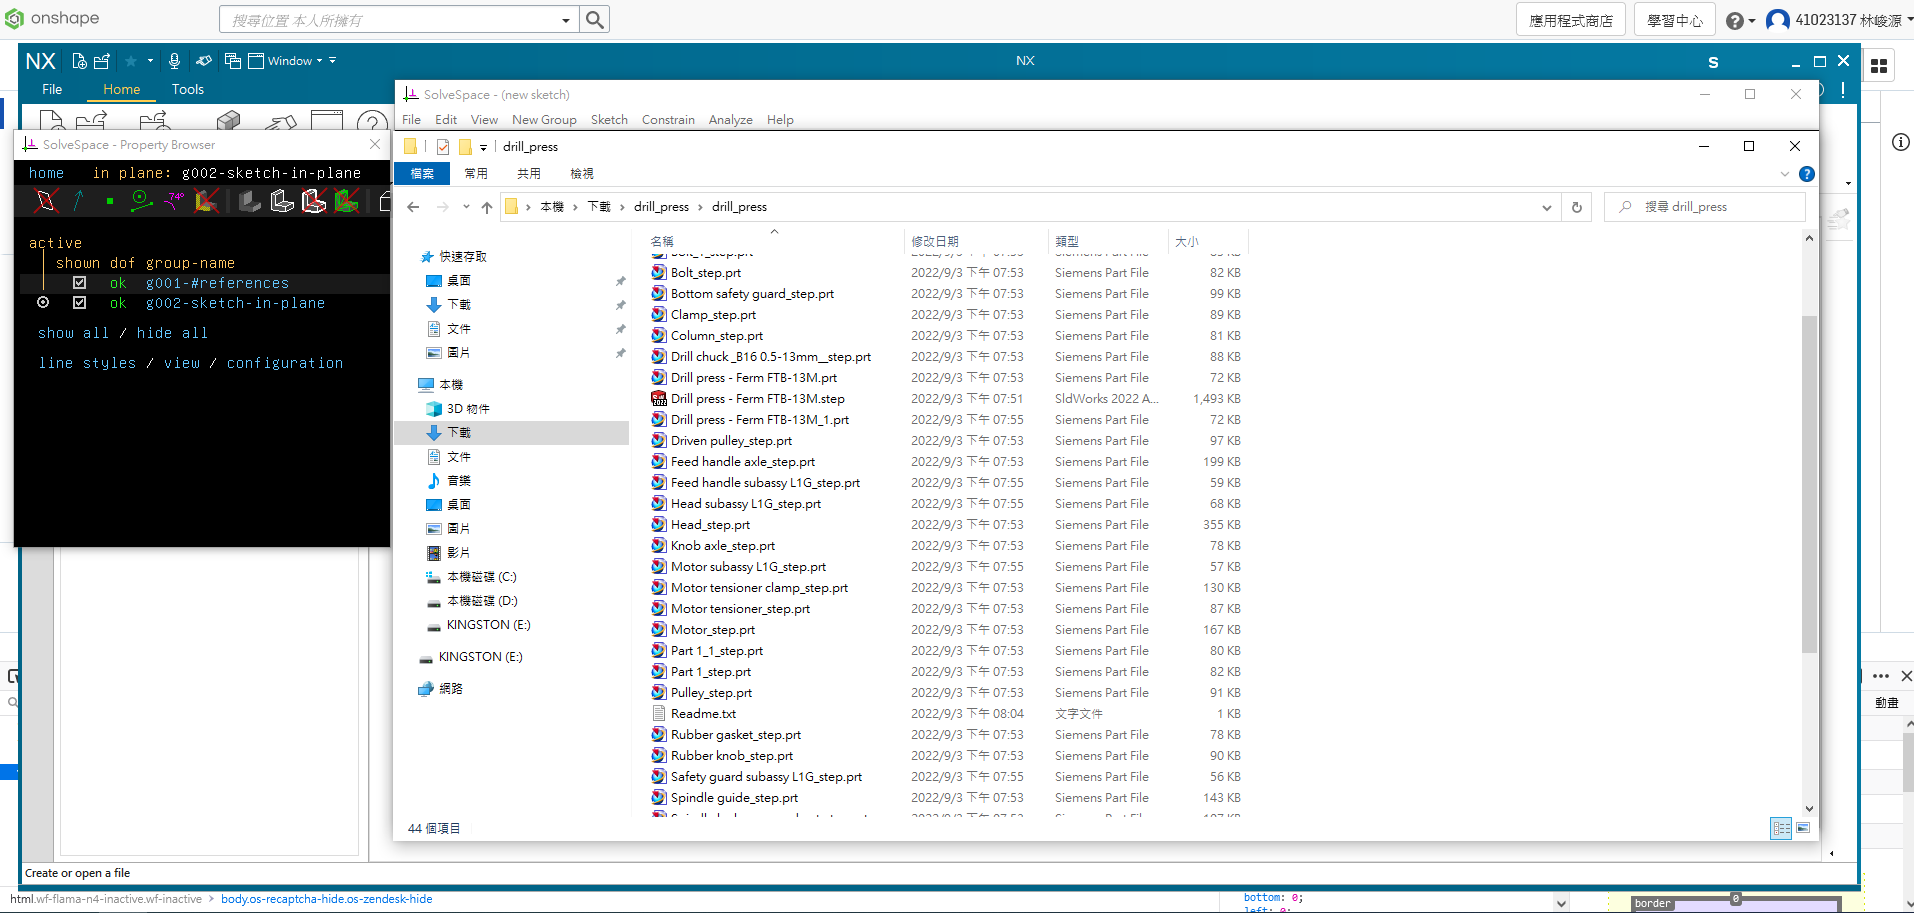 onshape
搜尋位置 本人所擁有
應用程式商店
學習中心
41023137 林峻源
NX
Window
NX
S
File
Home
Tools
SolveSpace - (new sketch)
File Edit View New Group Sketch Constrain Analyze Help
SolveSpace - Property Browser
home in plane: g002-sketch-in-plane
74°
active
shown dof group-name
ok g001-#references
ok g002-sketch-in-plane
show all / hide all
line styles / view / configuration
drill_press
檔案 常用 共用 檢視
本機 › 下載 › drill_press › drill_press
搜尋 drill_press
快速存取
桌面
下載
文件
圖片
本機
3D 物件
下載
文件
音樂
桌面
圖片
影片
本機磁碟 (C:)
本機磁碟 (D:)
KINGSTON (E:)
KINGSTON (E:)
網路
名稱 修改日期 類型 大小
Bolt_step.prt 2022/9/3 下午 07:53 Siemens Part File 82 KB
Bottom safety guard_step.prt 2022/9/3 下午 07:53 Siemens Part File 99 KB
Clamp_step.prt 2022/9/3 下午 07:53 Siemens Part File 89 KB
Column_step.prt 2022/9/3 下午 07:53 Siemens Part File 81 KB
Drill chuck _B16 0.5-13mm__step.prt 2022/9/3 下午 07:53 Siemens Part File 88 KB
Drill press - Ferm FTB-13M.prt 2022/9/3 下午 07:53 Siemens Part File 72 KB
Drill press - Ferm FTB-13M.step 2022/9/3 下午 07:51 SldWorks 2022 A... 1,493 KB
Drill press - Ferm FTB-13M_1.prt 2022/9/3 下午 07:55 Siemens Part File 72 KB
Driven pulley_step.prt 2022/9/3 下午 07:53 Siemens Part File 97 KB
Feed handle axle_step.prt 2022/9/3 下午 07:53 Siemens Part File 199 KB
Feed handle subassy L1G_step.prt 2022/9/3 下午 07:55 Siemens Part File 59 KB
Head subassy L1G_step.prt 2022/9/3 下午 07:55 Siemens Part File 68 KB
Head_step.prt 2022/9/3 下午 07:53 Siemens Part File 355 KB
Knob axle_step.prt 2022/9/3 下午 07:53 Siemens Part File 78 KB
Motor subassy L1G_step.prt 2022/9/3 下午 07:55 Siemens Part File 57 KB
Motor tensioner clamp_step.prt 2022/9/3 下午 07:53 Siemens Part File 130 KB
Motor tensioner_step.prt 2022/9/3 下午 07:53 Siemens Part File 87 KB
Motor_step.prt 2022/9/3 下午 07:53 Siemens Part File 167 KB
Part 1_1_step.prt 2022/9/3 下午 07:53 Siemens Part File 80 KB
Part 1_step.prt 2022/9/3 下午 07:53 Siemens Part File 82 KB
Pulley_step.prt 2022/9/3 下午 07:53 Siemens Part File 91 KB
Readme.txt 2022/9/3 下午 08:04 文字文件 1 KB
Rubber gasket_step.prt 2022/9/3 下午 07:53 Siemens Part File 78 KB
Rubber knob_step.prt 2022/9/3 下午 07:53 Siemens Part File 90 KB
Safety guard subassy L1G_step.prt 2022/9/3 下午 07:55 Siemens Part File 56 KB
Spindle guide_step.prt 2022/9/3 下午 07:53 Siemens Part File 143 KB
44 個項目
動畫
Create or open a file
html.wf-flama-n4-inactive.wf-inactive › body.os-recaptcha-hide.os-zendesk-hide
bottom: 0;
border 0